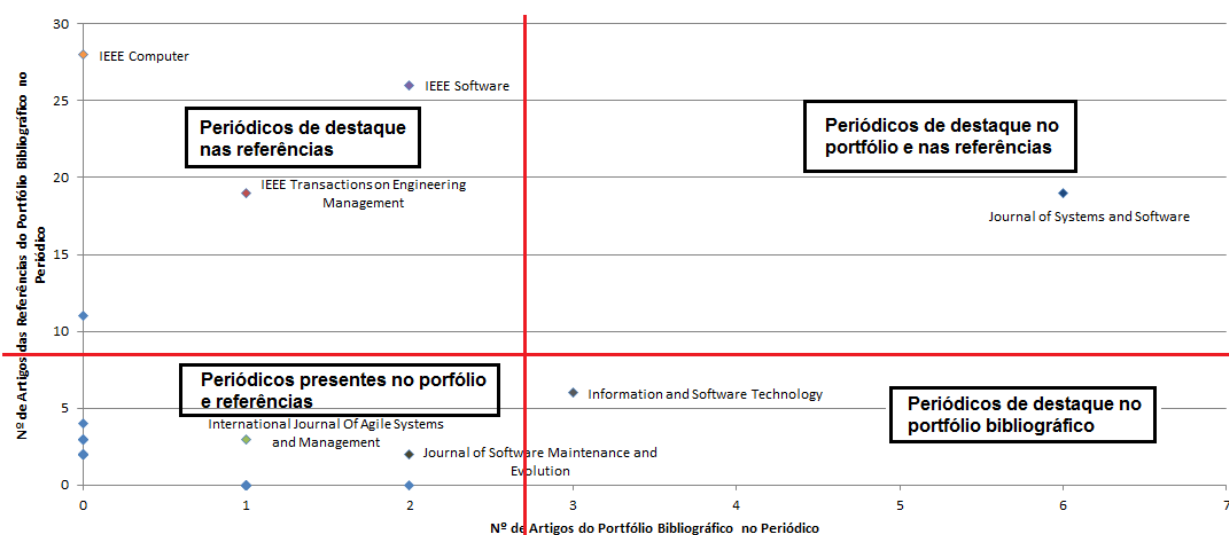 30
IEEE Computer
IEEE Software
25
Periódicos de destaque
nas referências
Periódicos de destaque no
portfólio e nas referências
20
IEEE Transactions on Engineering
Management
Journal of Systems and Software
15
10
Periódicos presentes no porfólio
e referências
Information and Software Technology
Periódicos de destaque no
portfólio bibliográfico
5
International Journal Of Agile Systems
and Management
Journal of Software Maintenance and
Evolution
0
0 1 2 3 4 5 6 7
Nº de Artigos do Portfólio Bibliográfico no Periódico
Nº de Artigos das Referências do Portfólio Bibliográfico no
Periódico